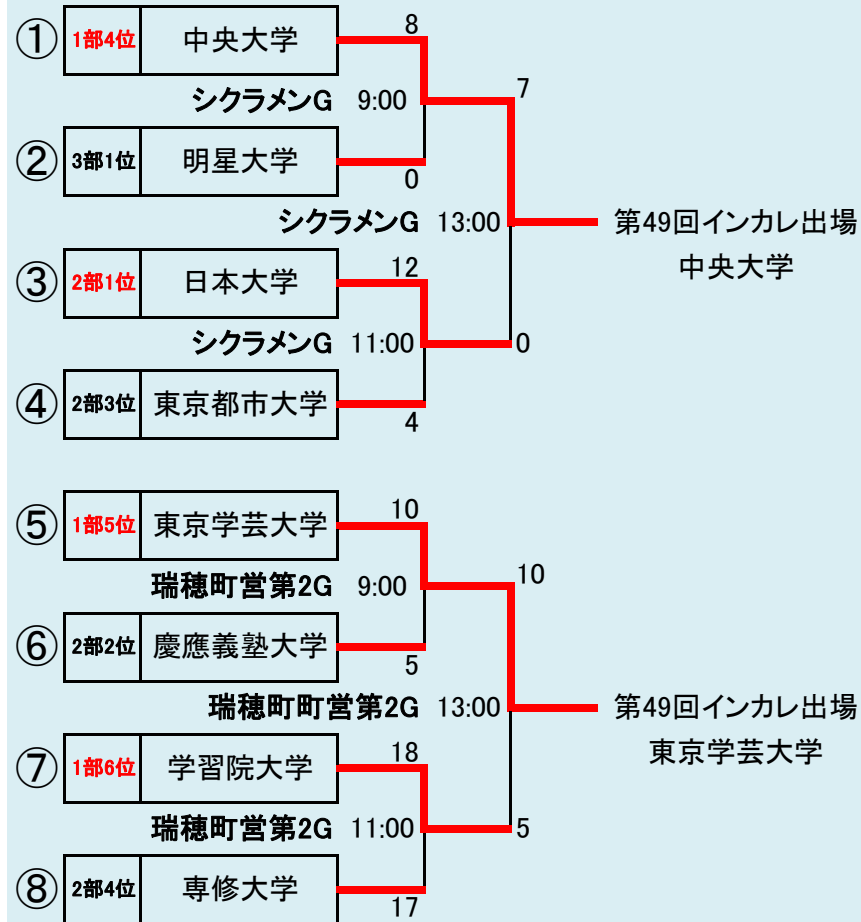 ① 1部4位 中央大学 8
シクラメンG 9:00 7
② 3部1位 明星大学 0
シクラメンG 13:00 第49回インカレ出場
中央大学
③ 2部1位 日本大学 12
シクラメンG 11:00 0
④ 2部3位 東京都市大学 4
⑤ 1部5位 東京学芸大学 10
瑞穂町営第2G 9:00 10
⑥ 2部2位 慶應義塾大学 5
瑞穂町町営第2G 13:00 第49回インカレ出場
東京学芸大学
⑦ 1部6位 学習院大学 18
瑞穂町営第2G 11:00 5
⑧ 2部4位 専修大学 17